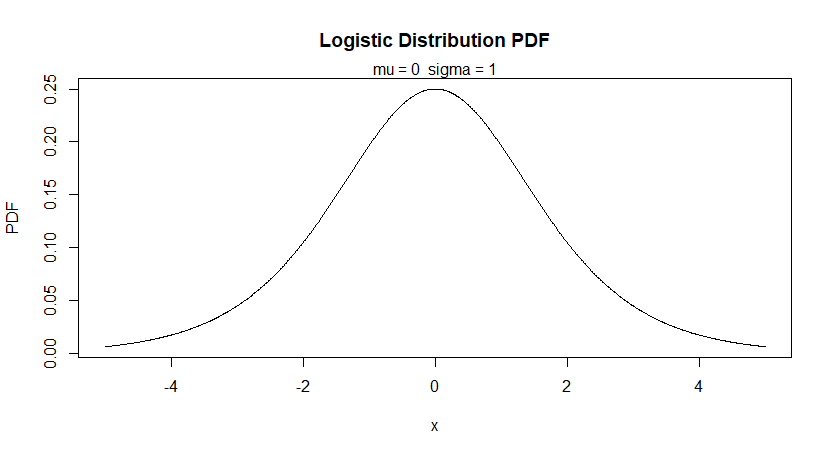 Logistic Distribution PDF
mu = 0  sigma = 1
PDF
0.25
0.20
0.15
0.10
0.05
0.00
-4
-2
0
2
4
x